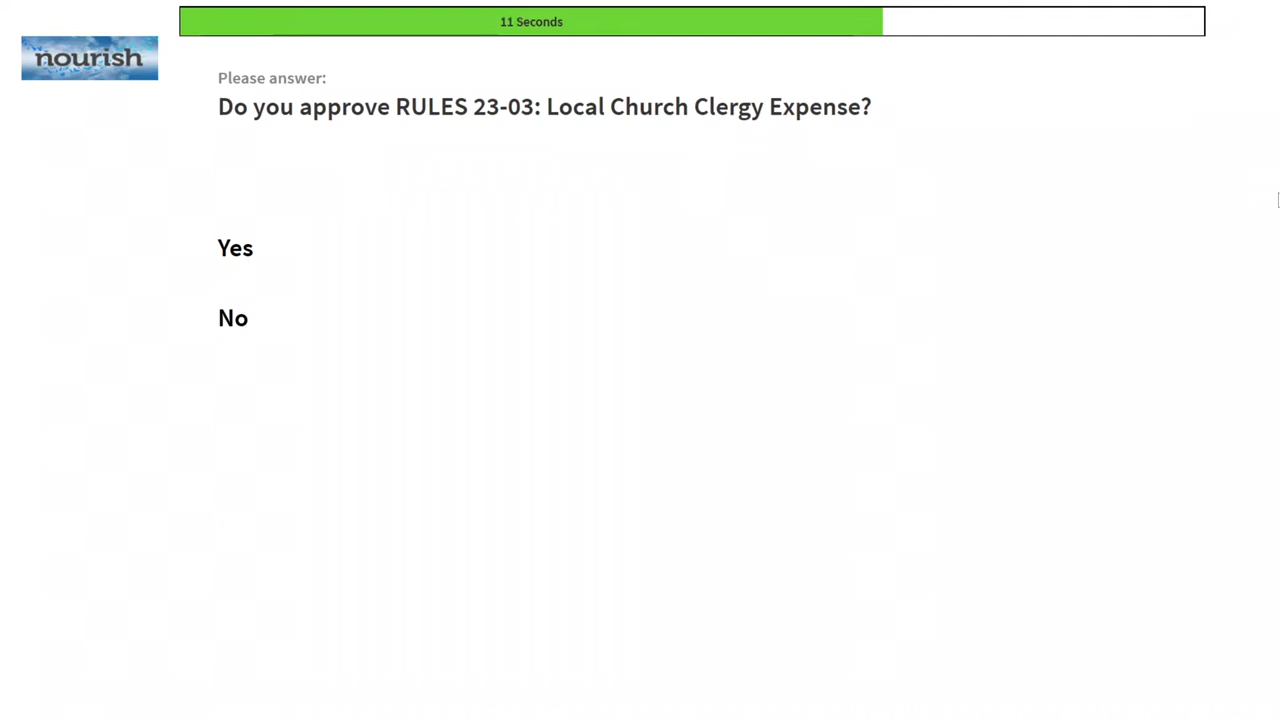 11 Seconds
nourish
Please answer:
Do you approve RULES 23-03: Local Church Clergy Expense?
Yes
No